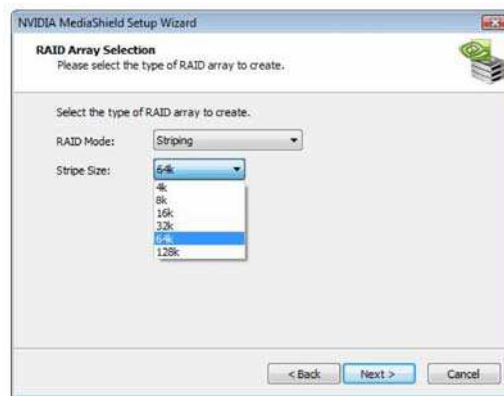 NVIDIA MediaShield Setup Wizard
RAID Array Selection
Please select the type of RAID array to create.
Select the type of RAID array to create.
RAID Mode: Striping
Stripe Size: 64k
4k
8k
16k
32k
64k
128k
< Back Next > Cancel